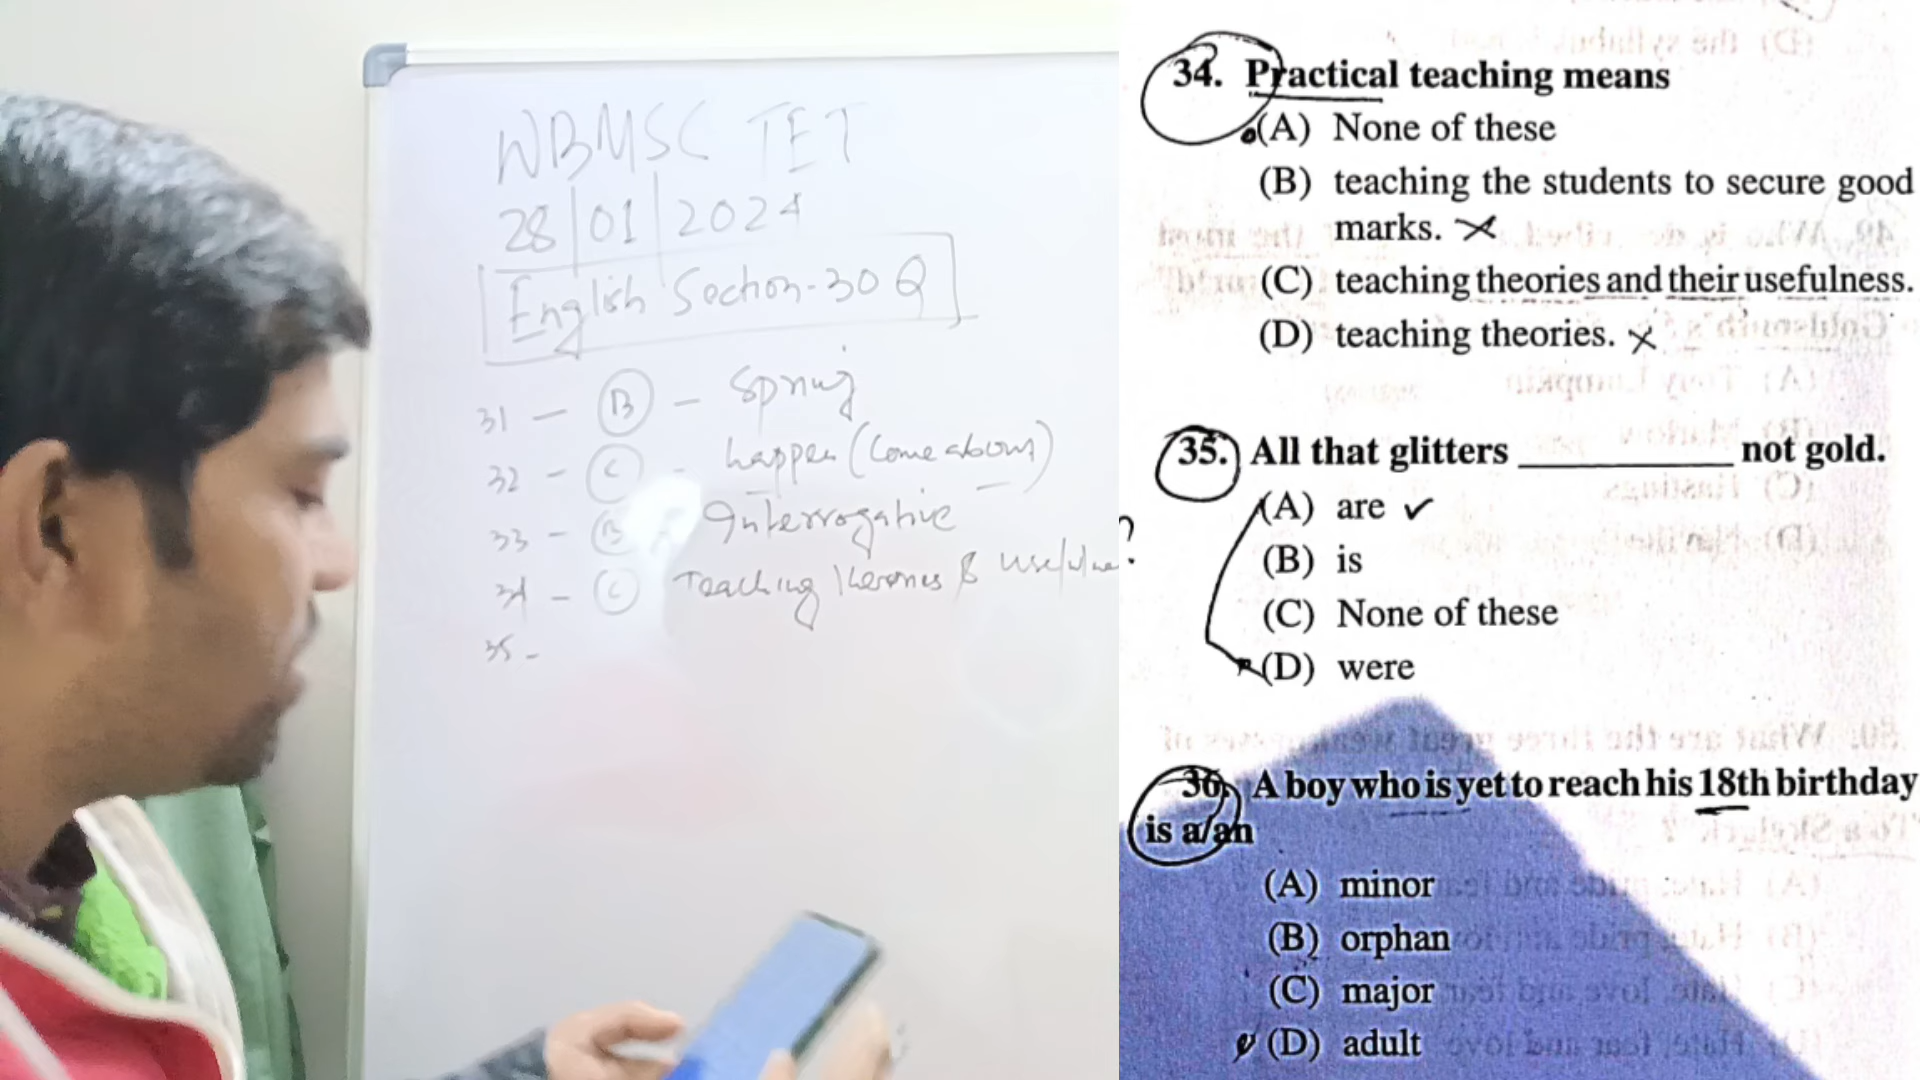 WBMSC TET
28|01|2024
English Section-30 Q
31 - B - Spring
32 - C - happen (Come about)
33 - B Interrogative
34 - C Teaching theories &
35 -
34. Practical teaching means
(A) None of these
(B) teaching the students to secure good
marks.
(C) teaching theories and their usefulness.
(D) teaching theories.
35. All that glitters ____________ not gold.
(A) are
(B) is
(C) None of these
(D) were
36. A boy who is yet to reach his 18th birthday
is a/an
(A) minor
(B) orphan
(C) major
(D) adult